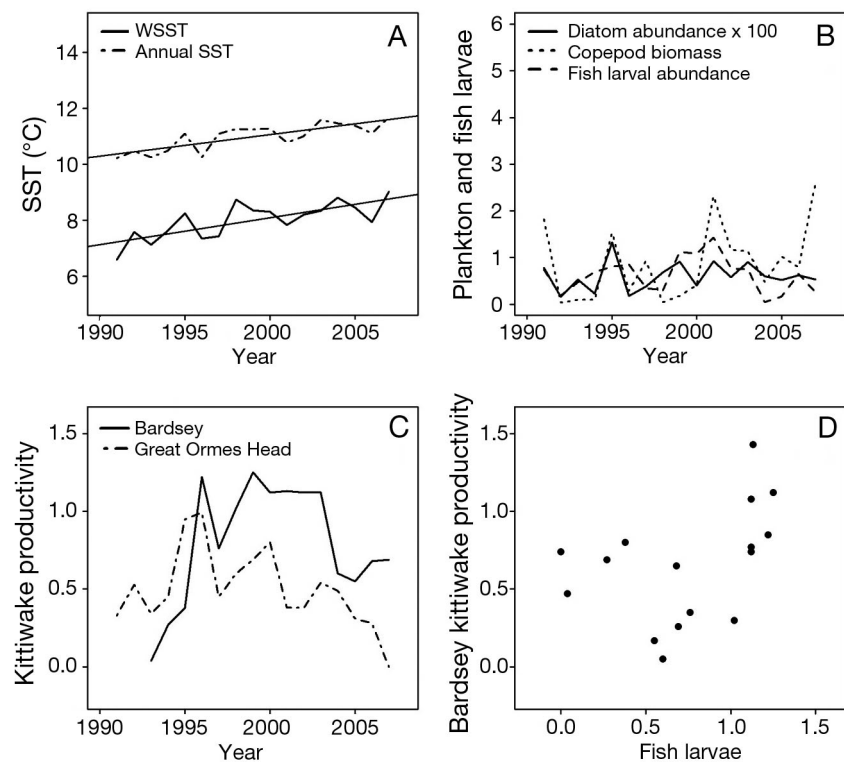 A
WSST
Annual SST
14
12
10
8
6
SST (°C)
1990 1995 2000 2005
Year
B
Diatom abundance x 100
Copepod biomass
Fish larval abundance
6
5
4
3
2
1
0
Plankton and fish larvae
1990 1995 2000 2005
Year
C
Bardsey
Great Ormes Head
1.5
1.0
0.5
0.0
Kittiwake productivity
1990 1995 2000 2005
Year
D
1.5
1.0
0.5
0.0
Bardsey kittiwake productivity
0.0 0.5 1.0 1.5
Fish larvae